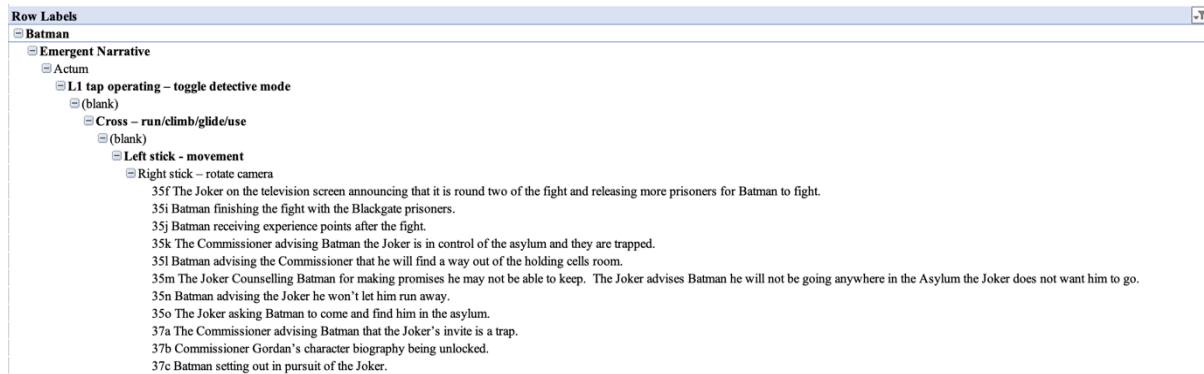 Row Labels
Batman
Emergent Narrative
Actum
L1 tap operating – toggle detective mode
(blank)
Cross – run/climb/glide/use
(blank)
Left stick - movement
Right stick – rotate camera
35f The Joker on the television screen announcing that it is round two of the fight and releasing more prisoners for Batman to fight.
35i Batman finishing the fight with the Blackgate prisoners.
35j Batman receiving experience points after the fight.
35k The Commissioner advising Batman the Joker is in control of the asylum and they are trapped.
35l Batman advising the Commissioner that he will find a way out of the holding cells room.
35m The Joker Counselling Batman for making promises he may not be able to keep.  The Joker advises Batman he will not be going anywhere in the Asylum the Joker does not want him to go.
35n Batman advising the Joker he won't let him run away.
35o The Joker asking Batman to come and find him in the asylum.
37a The Commissioner advising Batman that the Joker's invite is a trap.
37b Commissioner Gordan's character biography being unlocked.
37c Batman setting out in pursuit of the Joker.